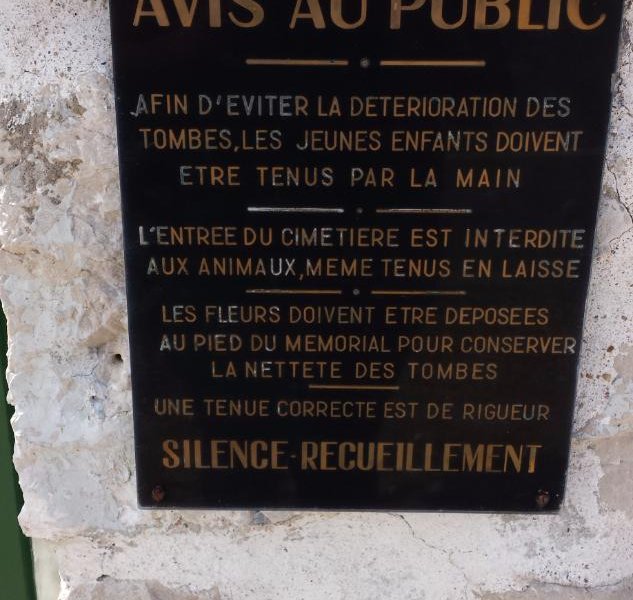 AVIS AU PUBLIC
AFIN D'EVITER LA DETERIORATION DES
TOMBES, LES JEUNES ENFANTS DOIVENT
ETRE TENUS PAR LA MAIN
L'ENTREE DU CIMETIERE EST INTERDITE
AUX ANIMAUX, MEME TENUS EN LAISSE
LES FLEURS DOIVENT ETRE DEPOSEES
AU PIED DU MEMORIAL POUR CONSERVER
LA NETTETE DES TOMBES
UNE TENUE CORRECTE EST DE RIGUEUR
SILENCE-RECUEILLEMENT